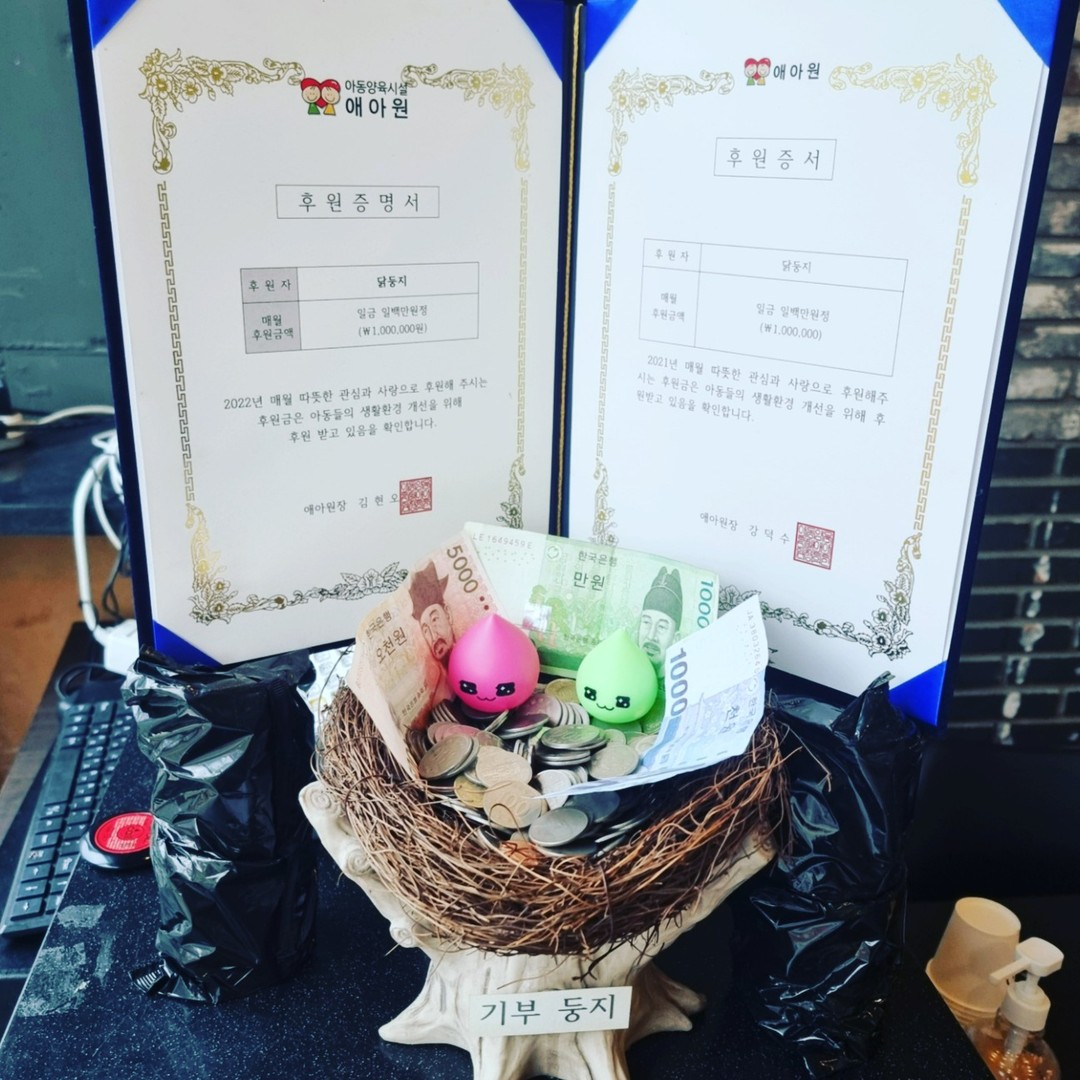 아동양육시설
애아원
후원증명서
후원자 닭둥지
매월 후원금액 일금 일백만원정
(₩1,000,000원)
2022년 매월 따뜻한 관심과 사랑으로 후원해 주시는
후원금은 아동들의 생활환경 개선을 위해
후원 받고 있음을 확인합니다.
애아원장 김현오
애아원
후원증서
후원자 닭둥지
매월 후원금액 일금 일백만원정
(₩1,000,000)
2021년 매월 따뜻한 관심과 사랑으로 후원해주
시는 후원금은 아동들의 생활환경 개선을 위해 후
원받고 있음을 확인합니다.
애아원장 강덕수
5000
한국은행
오천원
한국은행
만원
1000
천원
기부 둥지